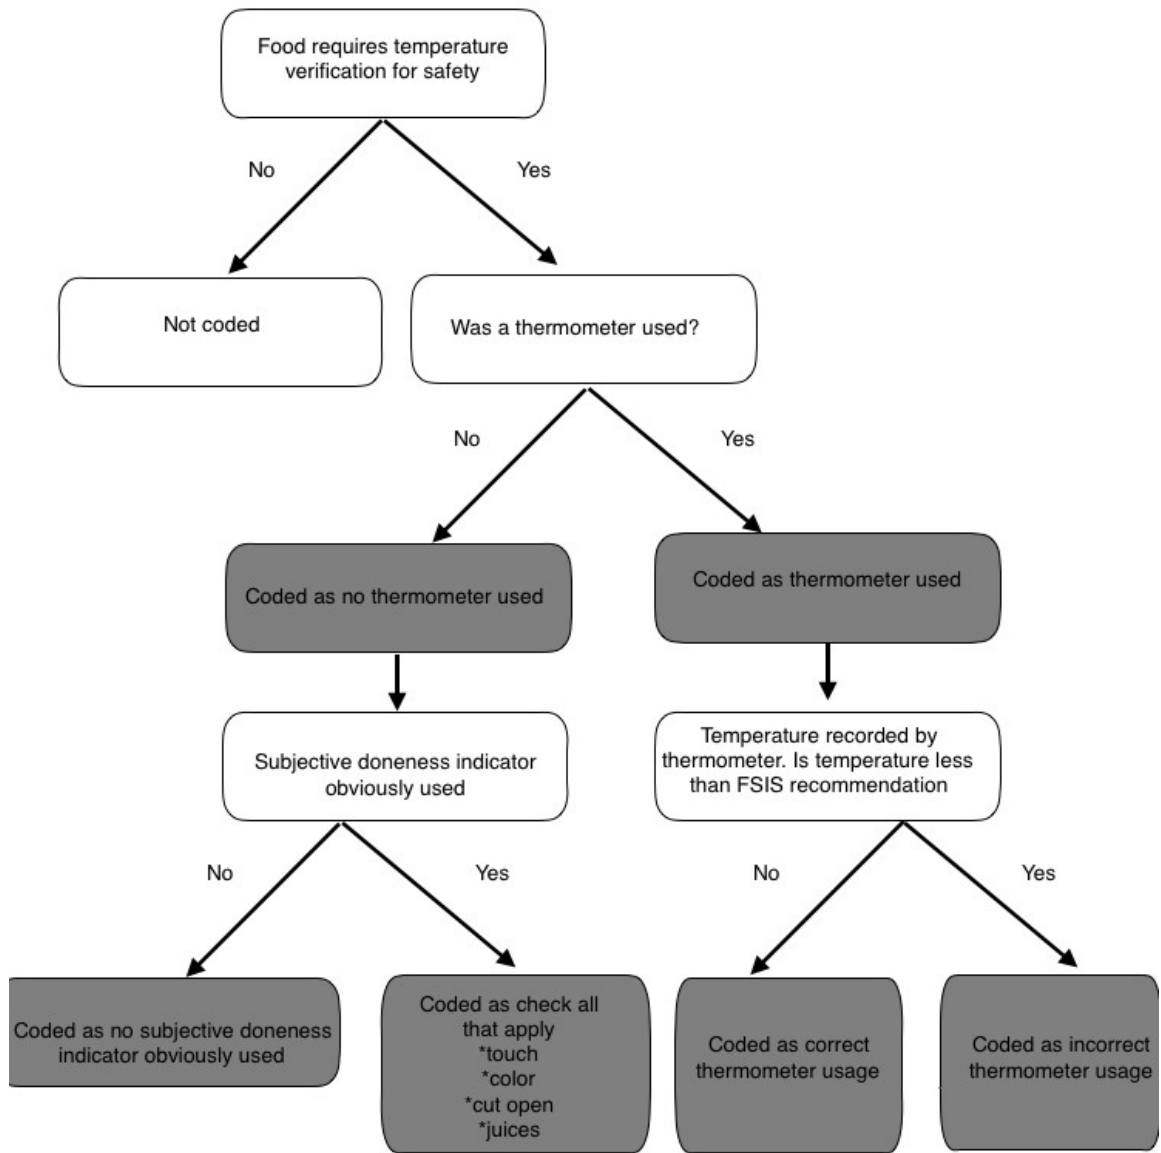 Food requires temperature
verification for safety
No
Yes
Not coded
Was a thermometer used?
No
Yes
Coded as no thermometer used
Coded as thermometer used
Subjective doneness indicator
obviously used
Temperature recorded by
thermometer. Is temperature less
than FSIS recommendation
No
Yes
No
Yes
Coded as no subjective doneness
indicator obviously used
Coded as check all
that apply
*touch
*color
*cut open
*juices
Coded as correct
thermometer usage
Coded as incorrect
thermometer usage